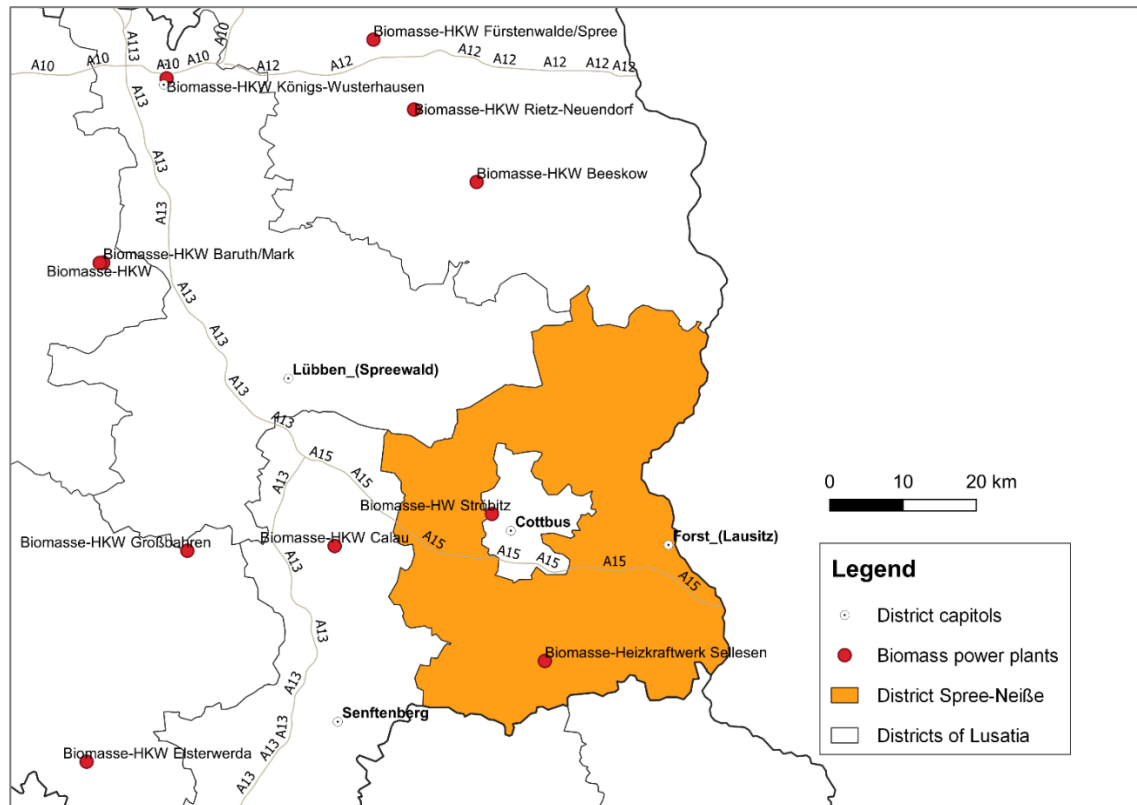 Biomasse-HKW Fürstenwalde/Spree
A113
A10
A12
A12
A12
A12
A12
A12
A12
A10
A10
A10
A10
Biomasse-HKW Königs-Wusterhausen
A13
Biomasse-HKW Rietz-Neuendorf
A13
Biomasse-HKW Beeskow
A13
Biomasse-HKW Baruth/Mark
Biomasse-HKW
A13
A13
Lübben_(Spreewald)
A13
A13
A15
A15
A13
Biomasse-HW Ströbitz
Cottbus
Forst_(Lausitz)
Biomasse-HKW Großbahren
Biomasse-HKW Calau
A15
A15
A15
A15
A15
A13
A13
Biomasse-Heizkraftwerk Sellesen
A13
Senftenberg
A13
A13
Biomasse-HKW Elsterwerda
A13
0 10 20 km
Legend
District capitols
Biomass power plants
District Spree-Neiße
Districts of Lusatia